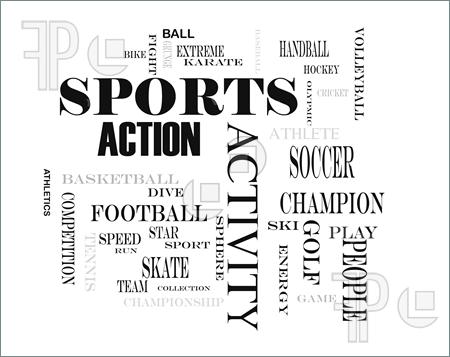 BALL
BIKE
FIGHT
GRUNGE
EXTREME
KARATE
BASEBALL
HANDBALL
HOCKEY
OLYMPIC
CRICKET
VOLLEYBALL
SPORTS
ACTION
ACTIVITY
ATHLETE
SOCCER
ATHLETICS
BASKETBALL
DIVE
CHAMPION
COMPETITION
FOOTBALL
SPHERE
SKI
GOLF
PLAY
TENNIS
SPEED
STAR
RUN
SPORT
ENERGY
PEOPLE
SKATE
TEAM
COLLECTION
CHAMPIONSHIP
GAME